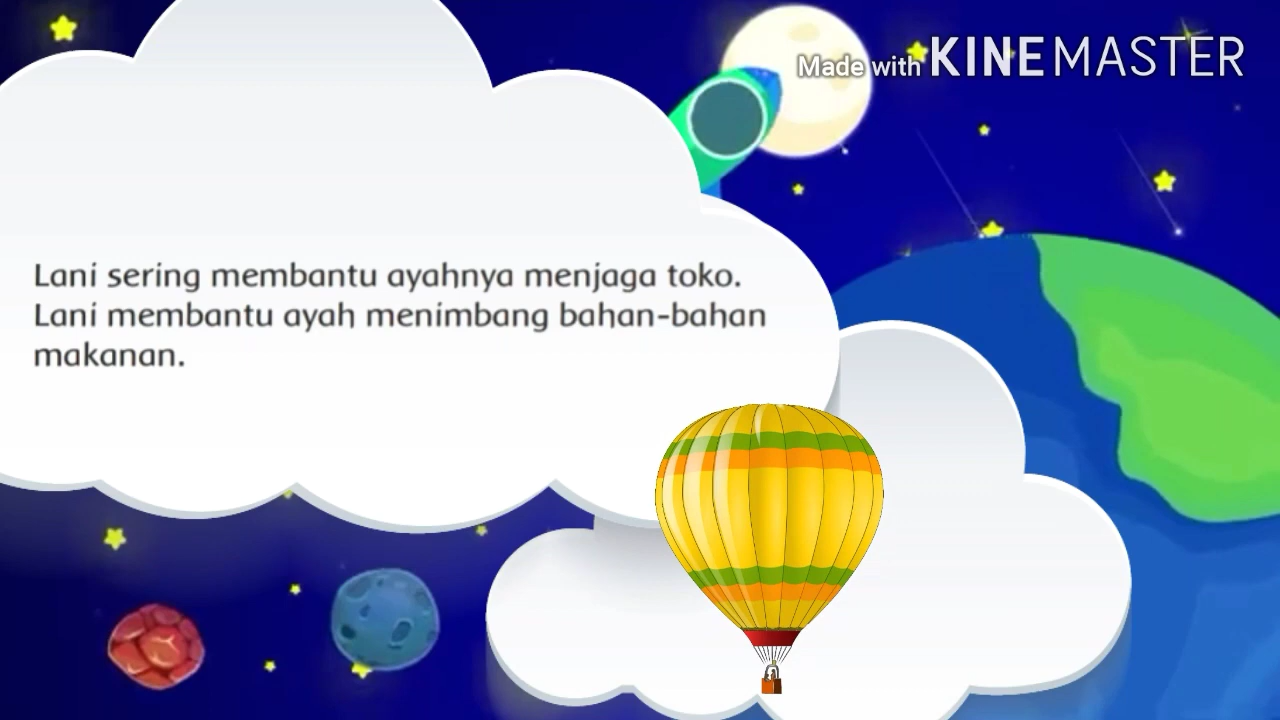 Made with KINEMASTER
Lani sering membantu ayahnya menjaga toko.
Lani membantu ayah menimbang bahan-bahan
makanan.